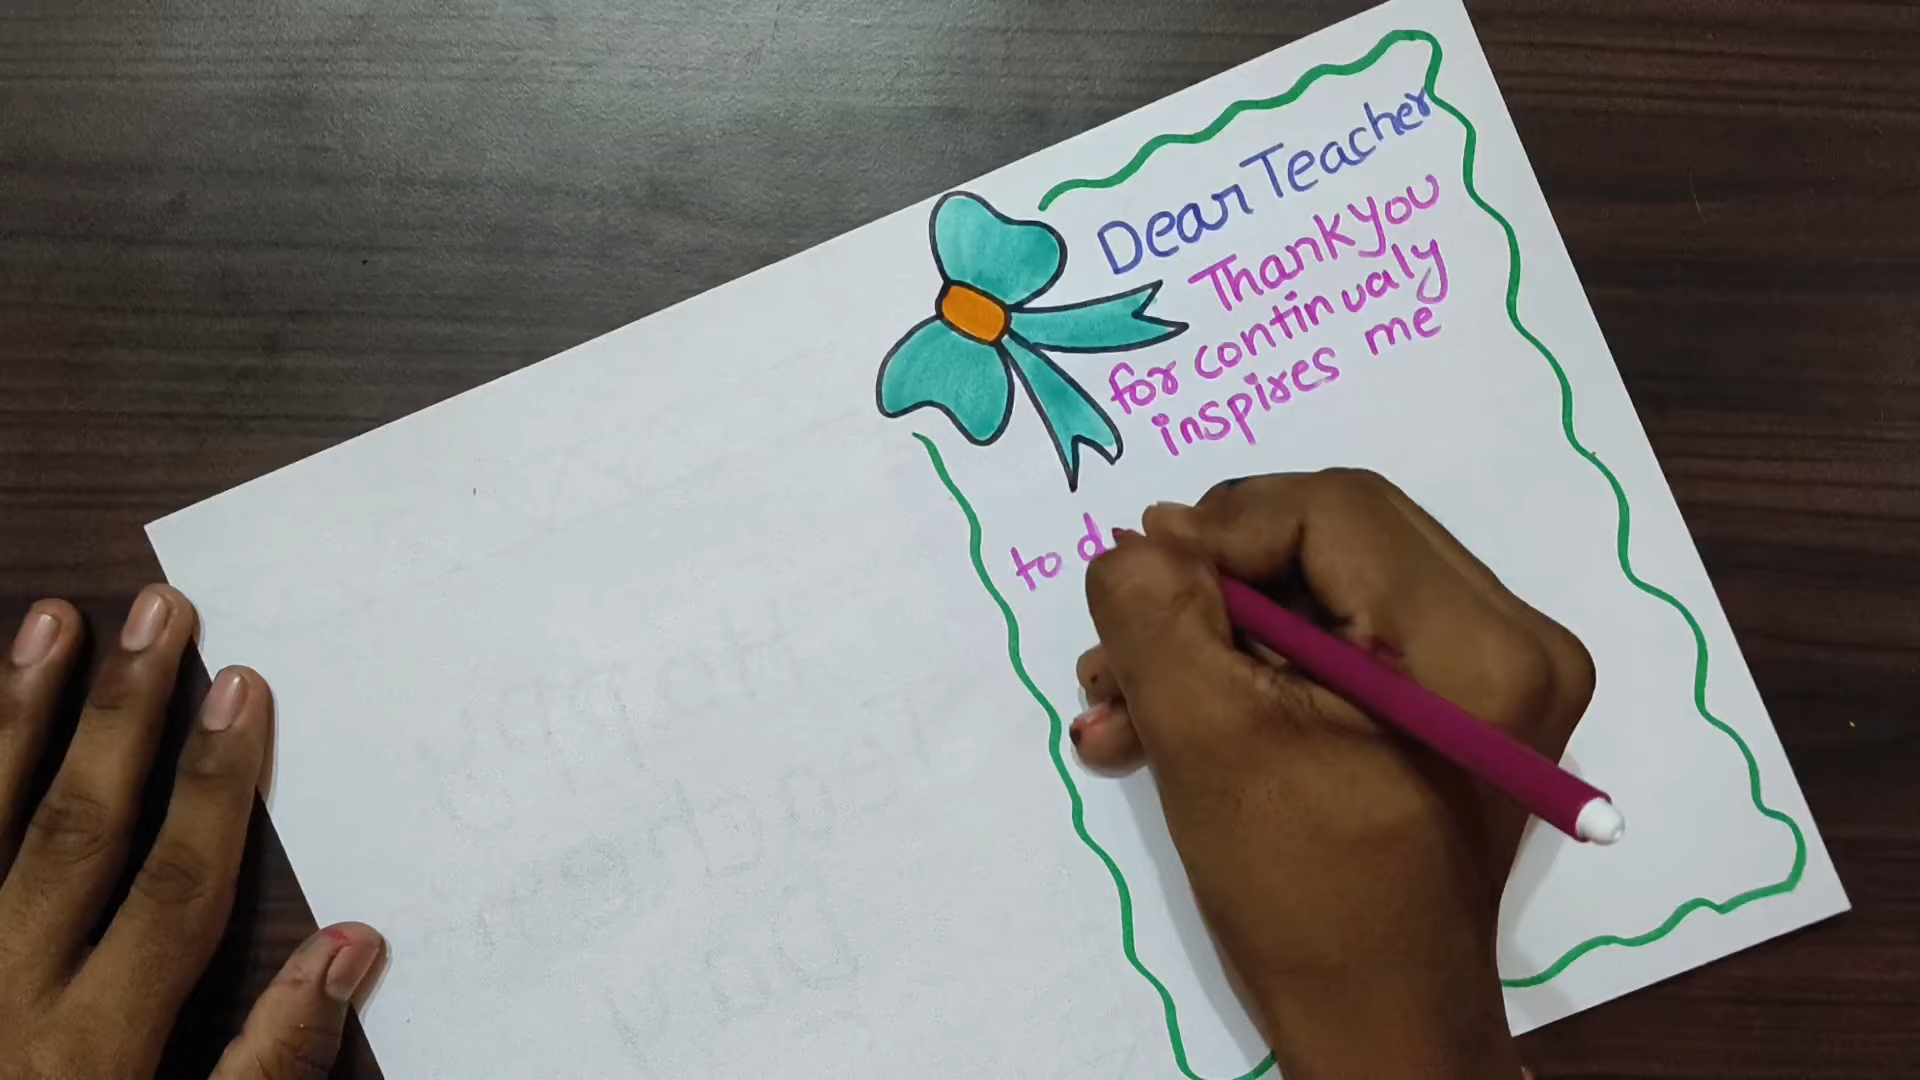 Dear Teacher
Thank you
for continualy
inspires me
to d